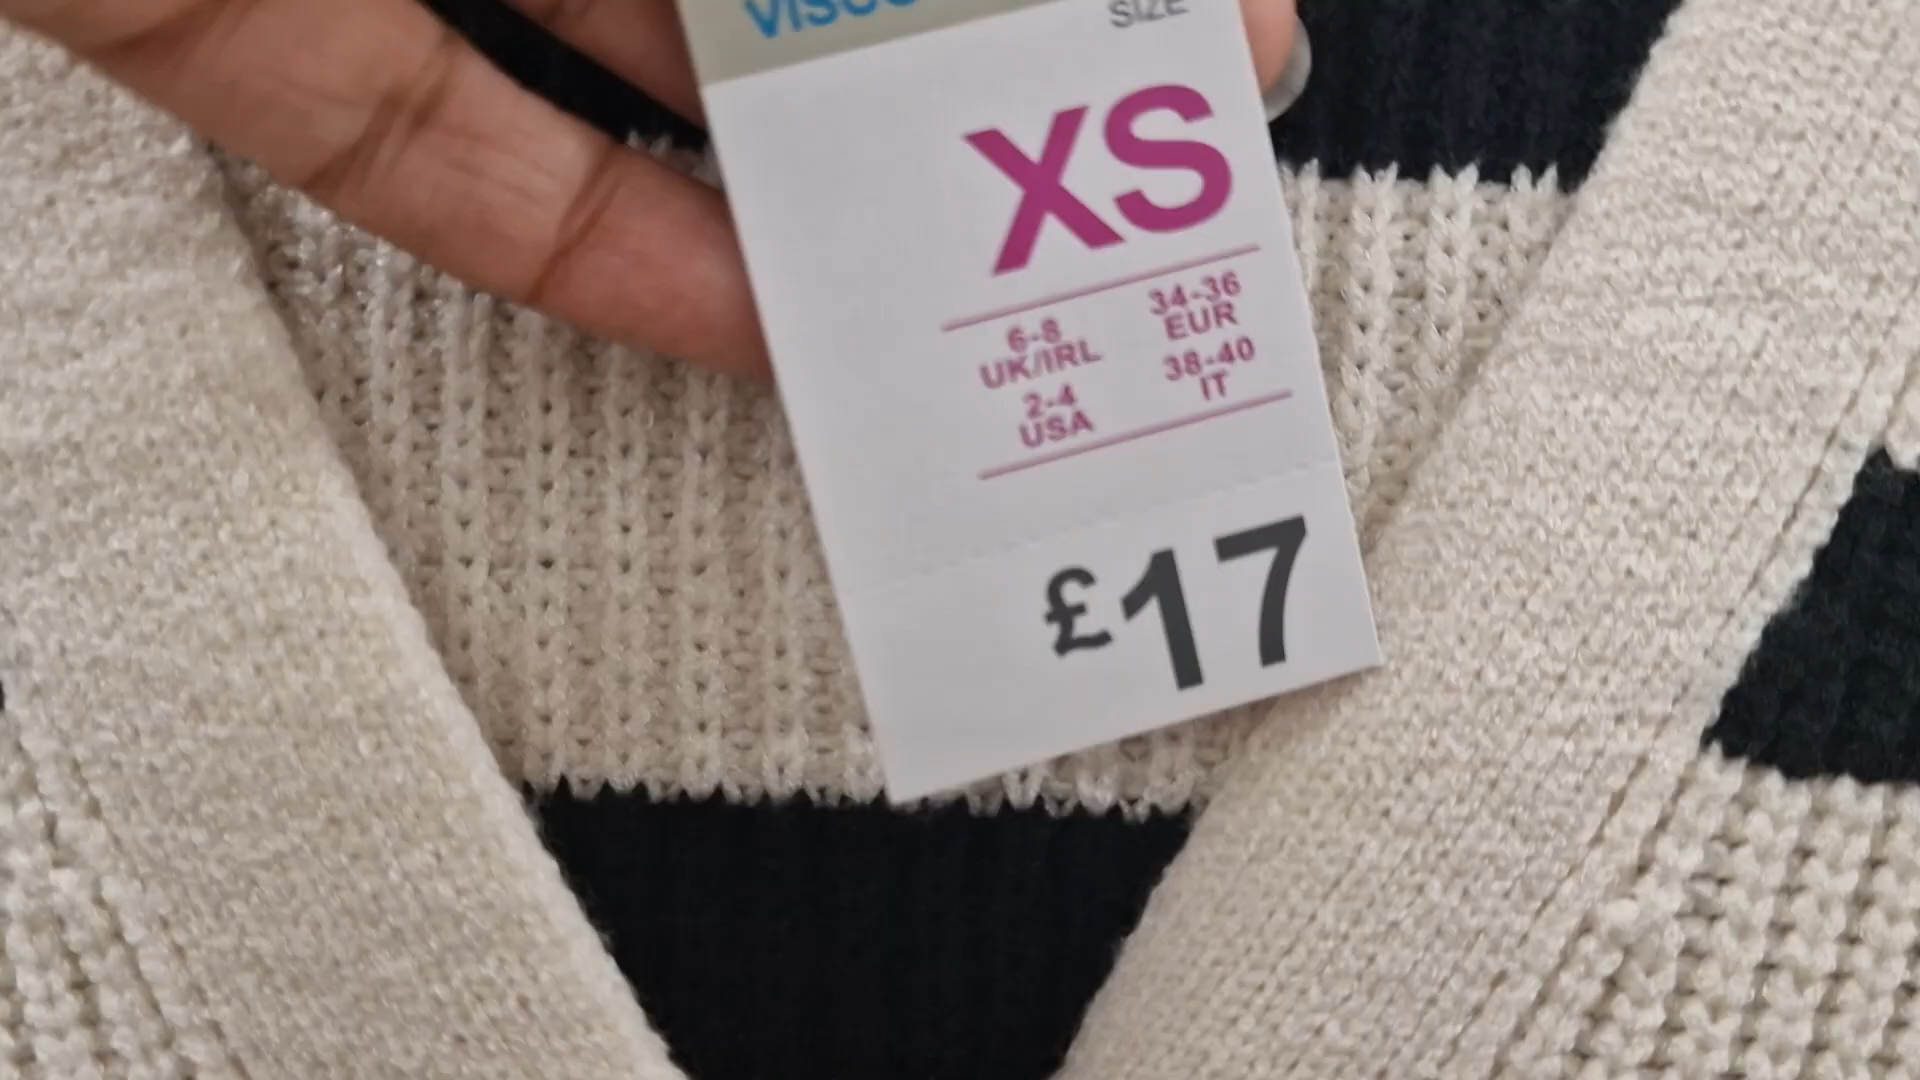 SIZE
XS
6-8
UK/IRL
34-36
EUR
2-4
USA
38-40
IT
£17